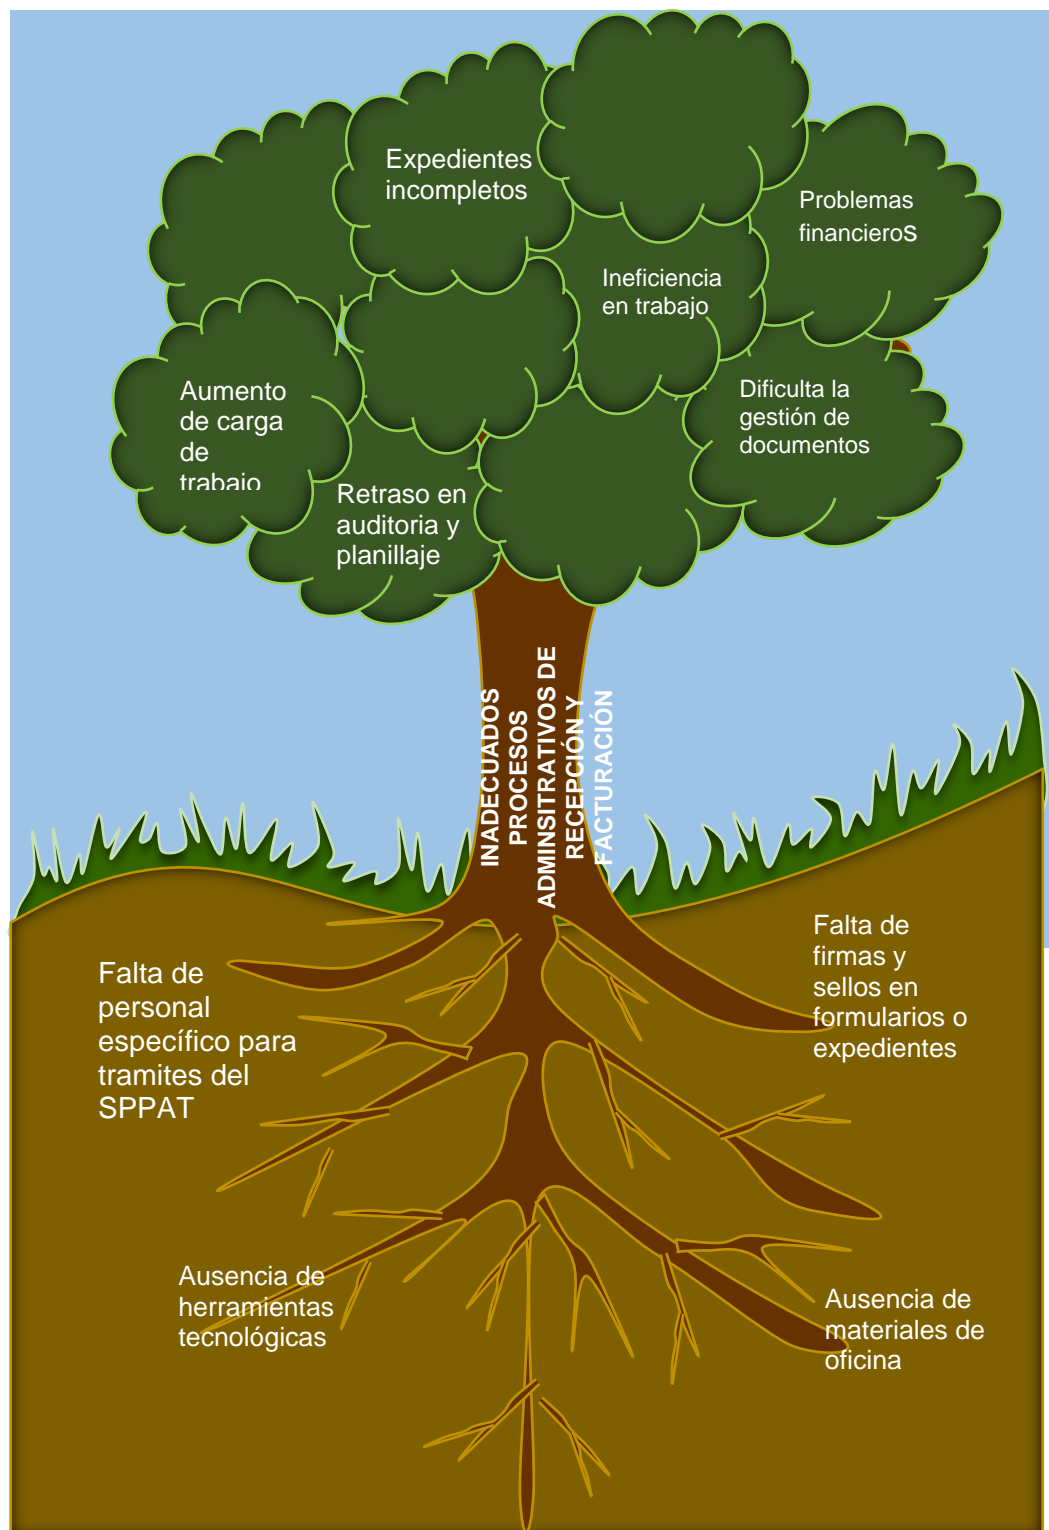 Expedientes
incompletos
Problemas
financieros
Ineficiencia
en trabajo
Aumento
de carga
de
trabajo
Dificulta la
gestión de
documentos
Retraso en
auditoria y
planillaje
INADECUADOS
PROCESOS
ADMINSITRATIVOS DE
RECEPCIÓN Y
FACTURACIÓN
Falta de
firmas y
sellos en
formularios o
expedientes
Falta de
personal
específico para
tramites del
SPPAT
Ausencia de
herramientas
tecnológicas
Ausencia de
materiales de
oficina